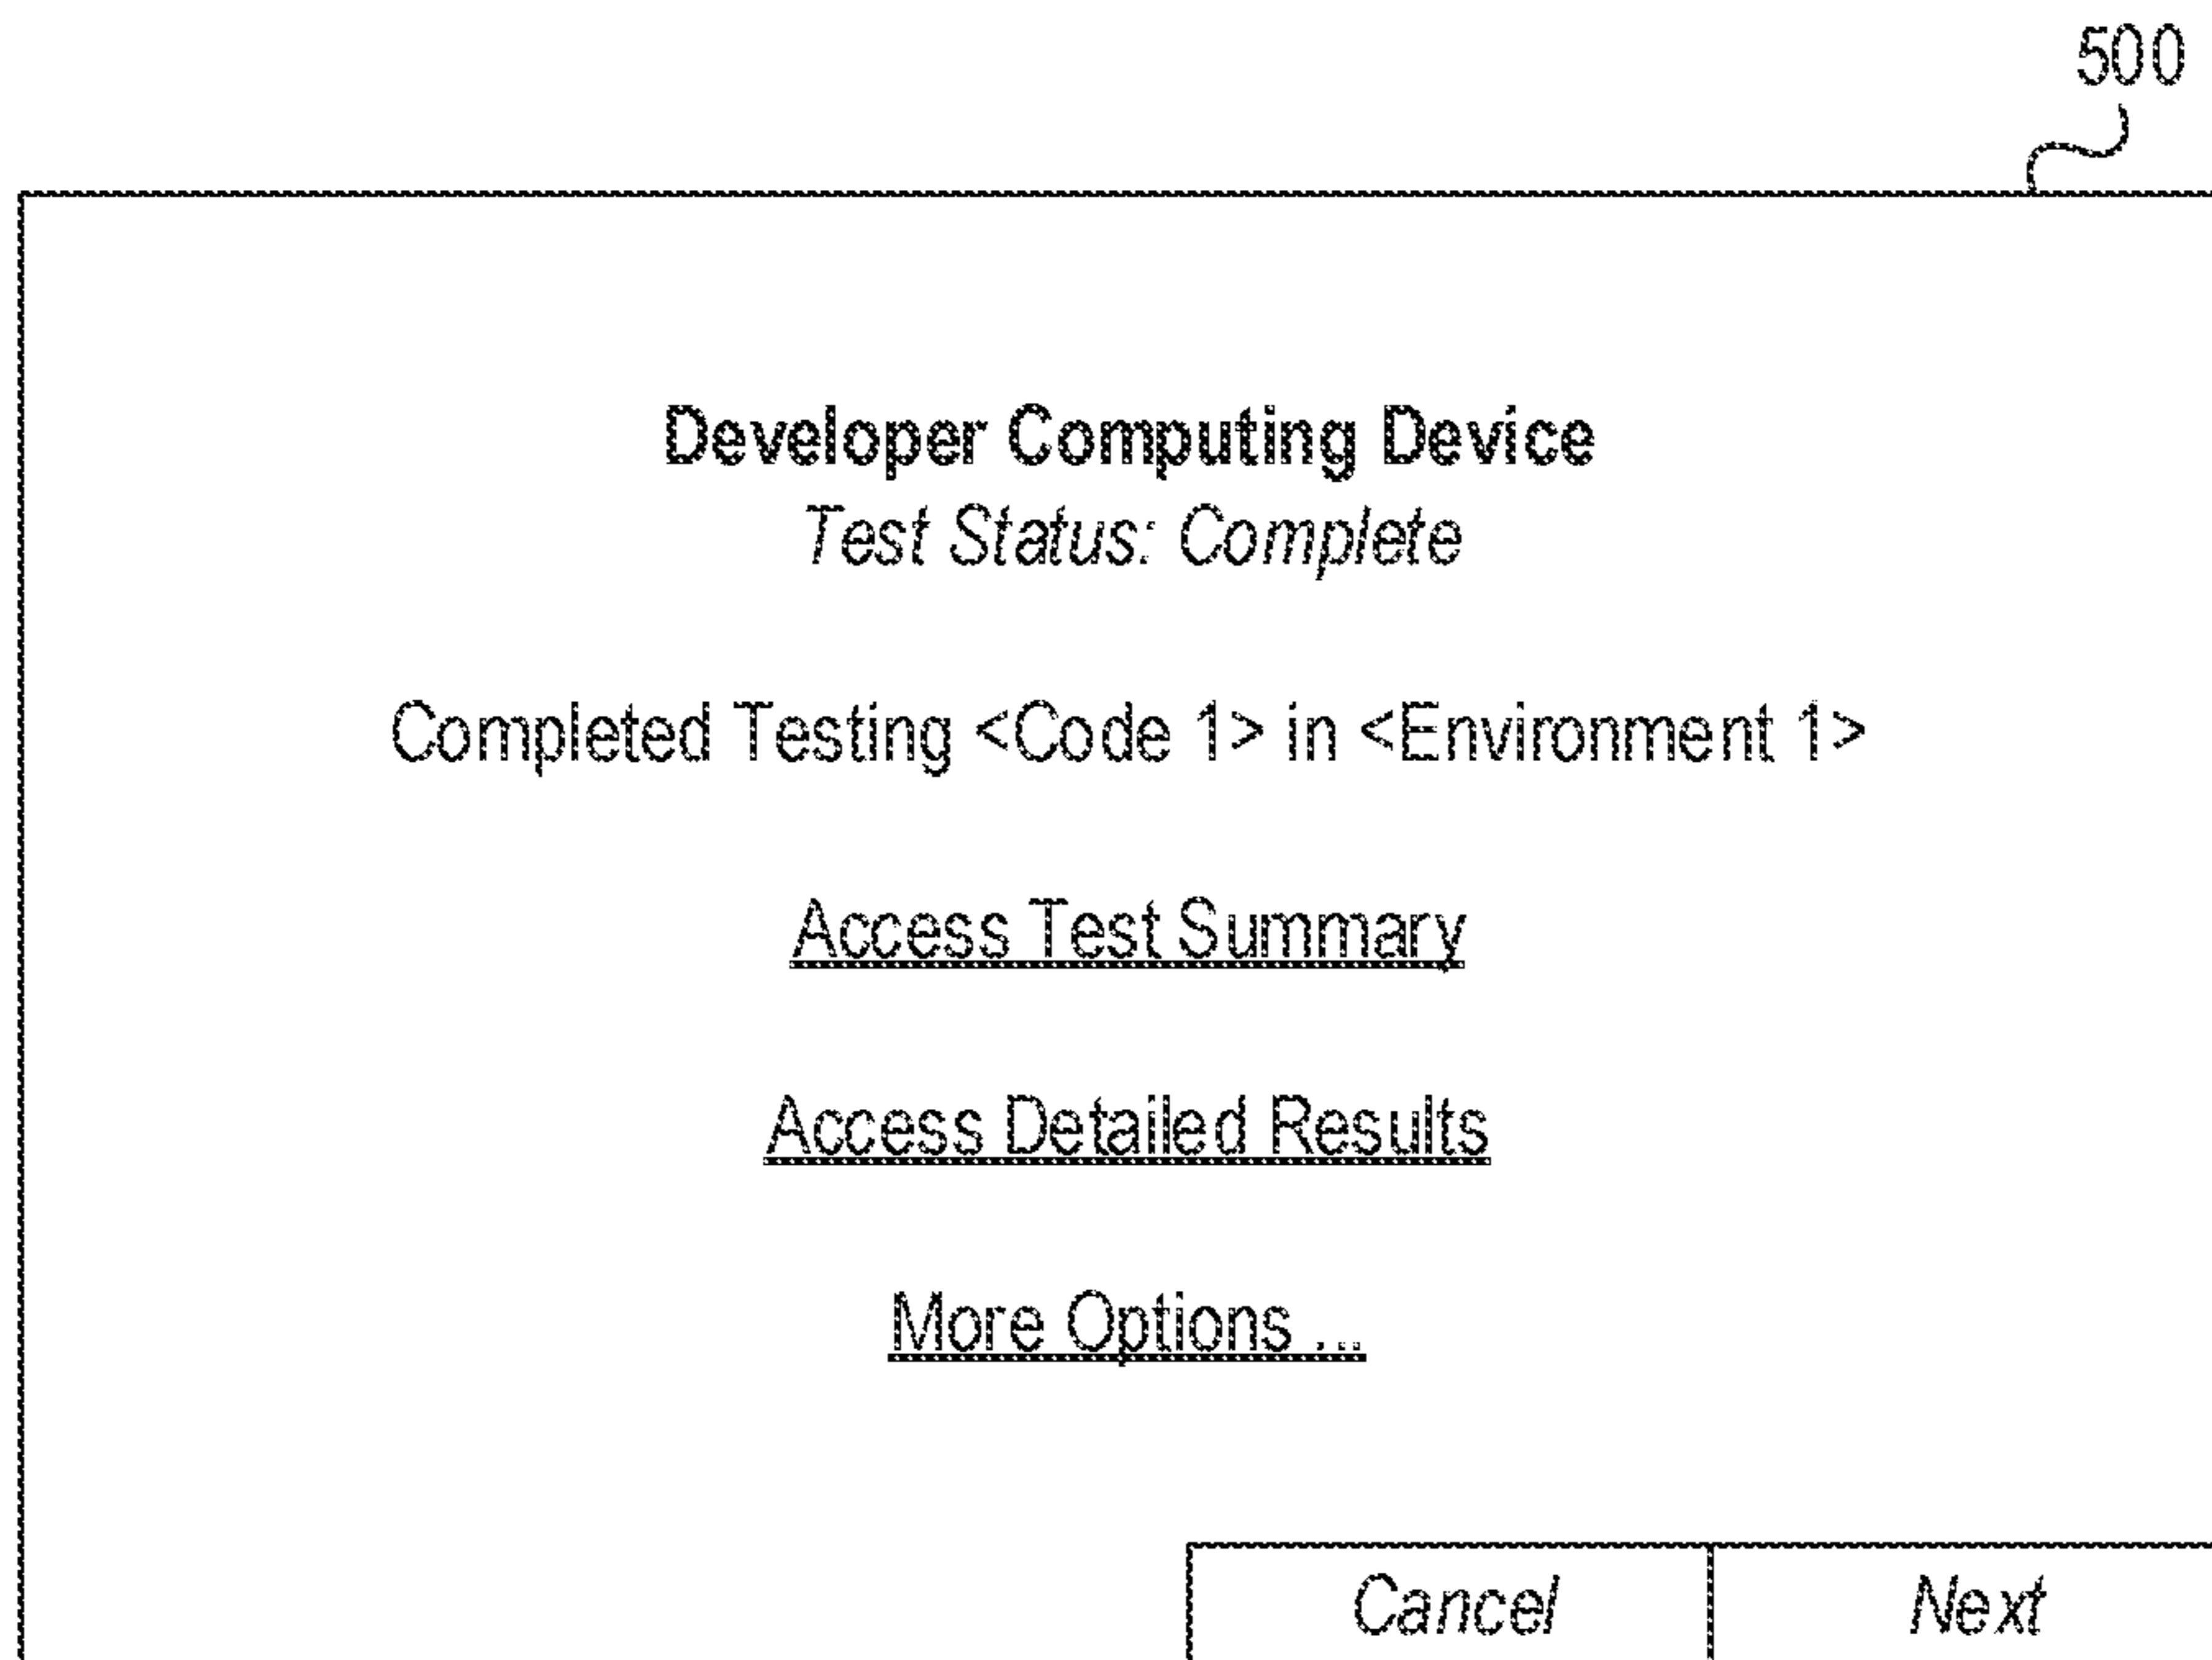 500
Developer Computing Device
Test Status: Complete
Completed Testing <Code 1> in <Environment 1>
Access Test Summary
Access Detailed Results
More Options ...
Cancel Next